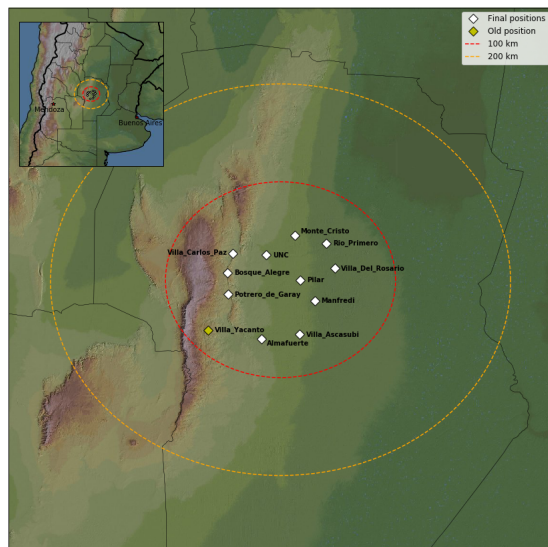 Final positions
Old position
100 km
200 km
Mendoza
Buenos Aires
Monte_Cristo
Rio_Primero
Villa_Carlos_Paz
UNC
Villa_Del_Rosario
Bosque_Alegre
Pilar
Potrero_de_Garay
Manfredi
Villa_Yacanto
Villa_Ascasubi
Almafuerte